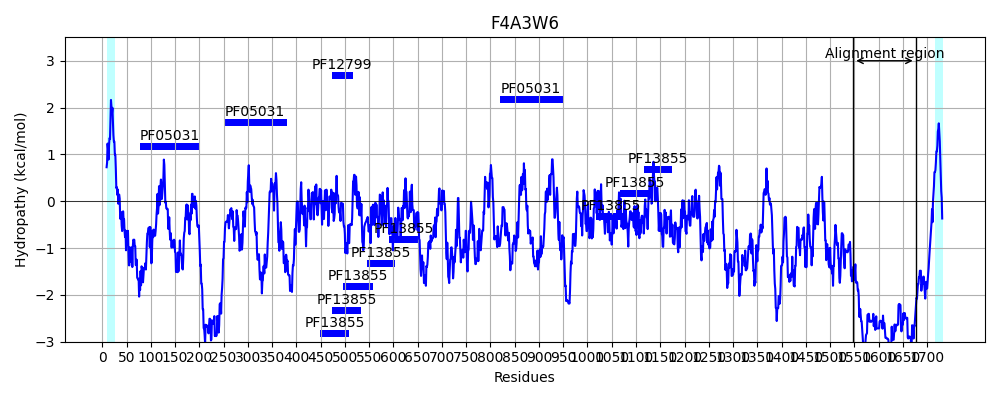 F4A3W6
Alignment region
PF12799
PF05031
PF05031
PF05031
PF13855
PF13855
PF13855
PF13855
PF13855
PF13855
PF13855
PF13855
Hydropathy (kcal/mol)
3
2
1
0
−1
−2
−3
0 50 100 150 200 250 300 350 400 450 500 550 600 650 700 750 800 850 900 950 1000 1050 1100 1150 1200 1250 1300 1350 1400 1450 1500 1550 1600 1650 1700
Residues